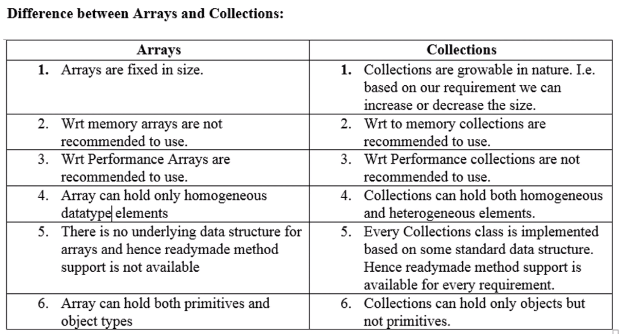 Difference between Arrays and Collections:
Arrays
Collections
1. Arrays are fixed in size.
1. Collections are growable in nature. I.e.
based on our requirement we can
increase or decrease the size.
2. Wrt memory arrays are not
recommended to use.
2. Wrt to memory collections are
recommended to use.
3. Wrt Performance Arrays are
recommended to use.
3. Wrt Performance collections are not
recommended to use.
4. Array can hold only homogeneous
datatype elements
4. Collections can hold both homogeneous
and heterogeneous elements.
5. There is no underlying data structure for
arrays and hence readymade method
support is not available
5. Every Collections class is implemented
based on some standard data structure.
Hence readymade method support is
available for every requirement.
6. Array can hold both primitives and
object types
6. Collections can hold only objects but
not primitives.